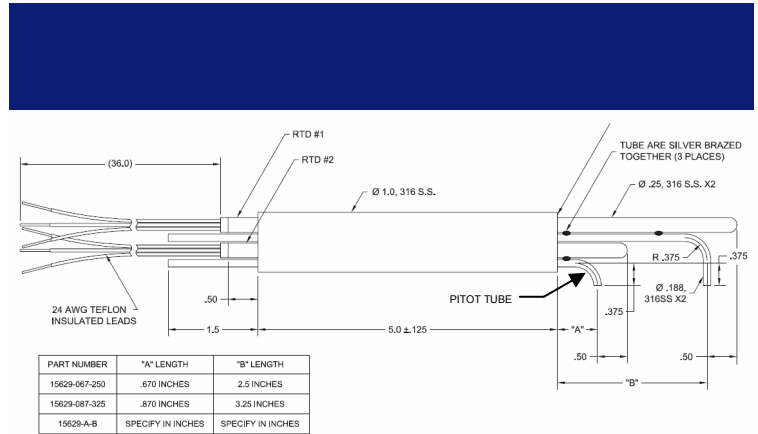 RTD #1
RTD #2
(36.0)
Ø 1.0, 316 S.S.
TUBE ARE SILVER BRAZED
TOGETHER (3 PLACES)
Ø .25, 316 S.S. X2
R .375
.375
Ø .188,
316SS X2
PITOT TUBE
.375
24 AWG TEFLON
INSULATED LEADS
.50
1.5
5.0 ±.125
"A"
.50
.50
"B"
PART NUMBER "A" LENGTH "B" LENGTH
15629-067-250 .670 INCHES 2.5 INCHES
15629-087-325 .870 INCHES 3.25 INCHES
15629-A-B SPECIFY IN INCHES SPECIFY IN INCHES